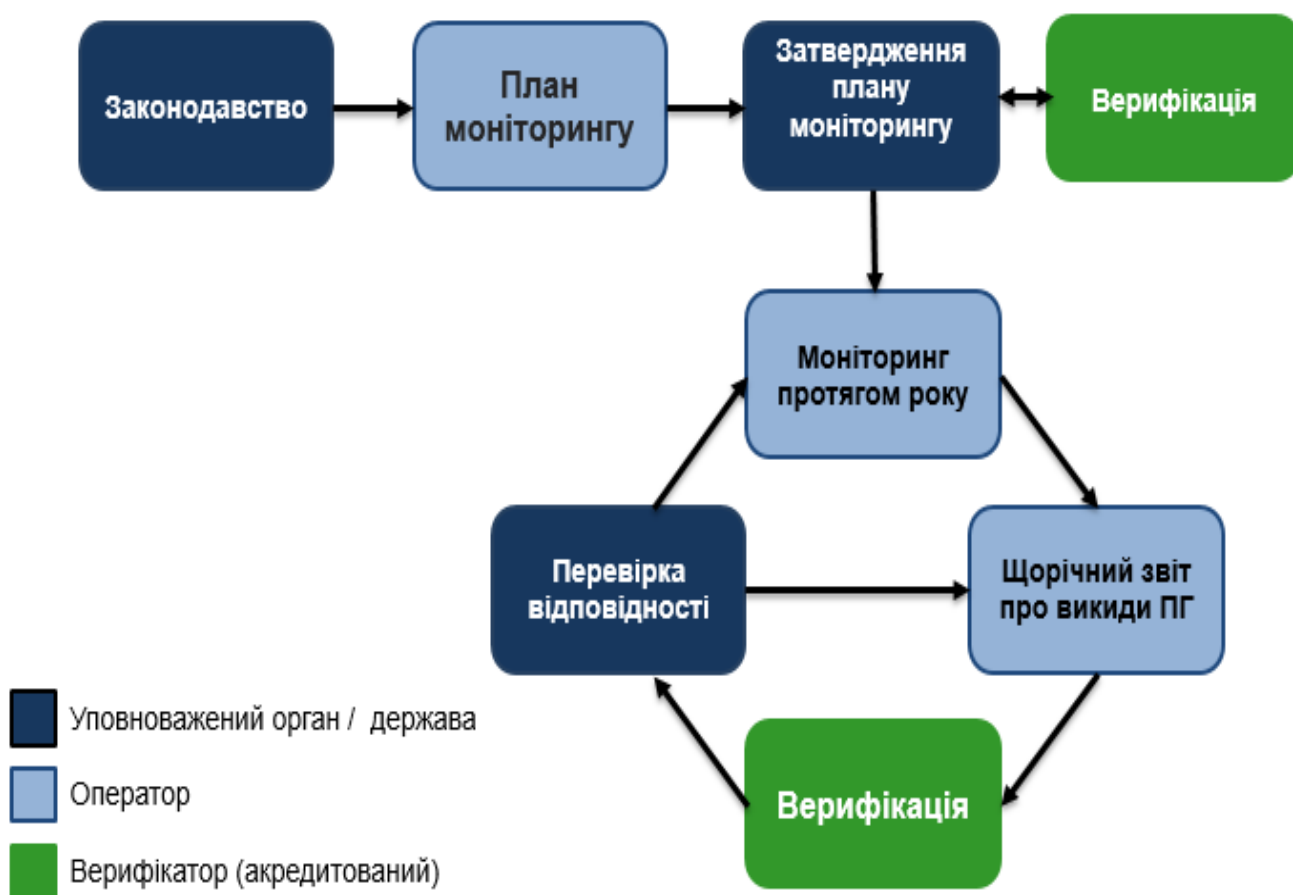 Законодавство
План
моніторингу
Затвердження
плану
моніторингу
Верифікація
Моніторинг
протягом року
Перевірка
відповідності
Щорічний звіт
про викиди ПГ
Верифікація
Уповноважений орган / держава
Оператор
Верифікатор (акредитований)